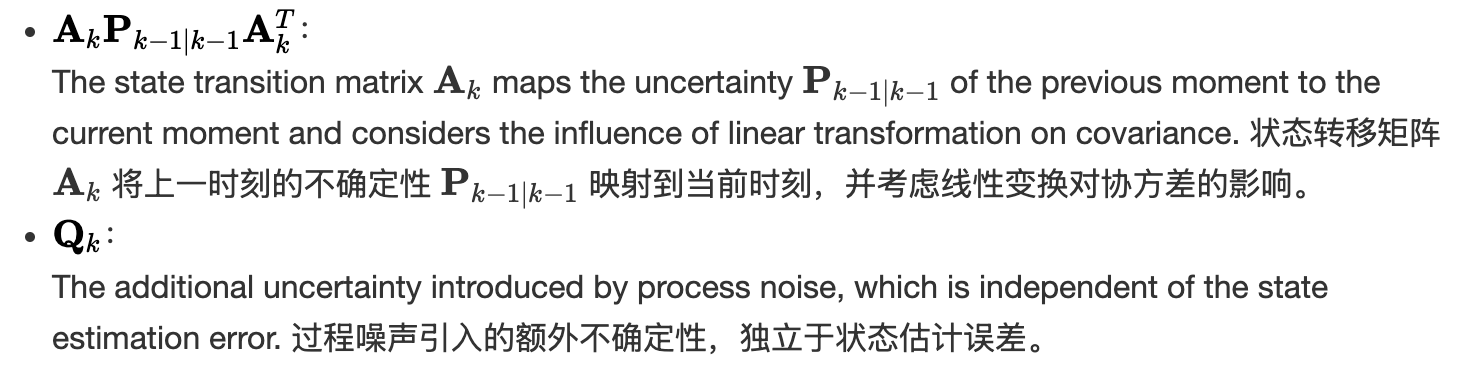 • $\mathbf{A}_k \mathbf{P}_{k-1|k-1} \mathbf{A}_k^T$:
The state transition matrix $\mathbf{A}_k$ maps the uncertainty $\mathbf{P}_{k-1|k-1}$ of the previous moment to the
current moment and considers the influence of linear transformation on covariance. 状态转移矩阵
$\mathbf{A}_k$ 将上一时刻的不确定性 $\mathbf{P}_{k-1|k-1}$ 映射到当前时刻，并考虑线性变换对协方差的影响。
• $\mathbf{Q}_k$:
The additional uncertainty introduced by process noise, which is independent of the state
estimation error. 过程噪声引入的额外不确定性，独立于状态估计误差。